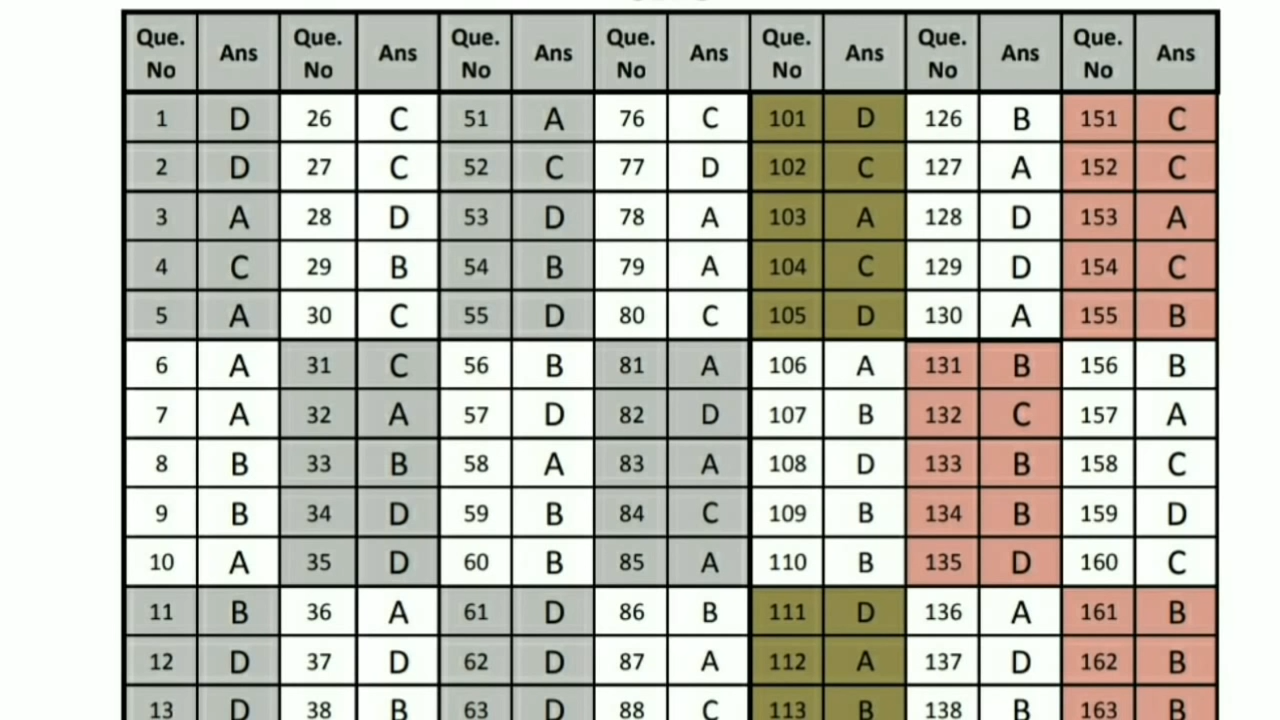 Que. No Ans Que. No Ans Que. No Ans Que. No Ans Que. No Ans Que. No Ans Que. No Ans
1 D 26 C 51 A 76 C 101 D 126 B 151 C
2 D 27 C 52 C 77 D 102 C 127 A 152 C
3 A 28 D 53 D 78 A 103 A 128 D 153 A
4 C 29 B 54 B 79 A 104 C 129 D 154 C
5 A 30 C 55 D 80 C 105 D 130 A 155 B
6 A 31 C 56 B 81 A 106 A 131 B 156 B
7 A 32 A 57 D 82 D 107 B 132 C 157 A
8 B 33 B 58 A 83 A 108 D 133 B 158 C
9 B 34 D 59 B 84 C 109 B 134 B 159 D
10 A 35 D 60 B 85 A 110 B 135 D 160 C
11 B 36 A 61 D 86 B 111 D 136 A 161 B
12 D 37 D 62 D 87 A 112 A 137 D 162 B
13 D 38 B 63 D 88 C 113 B 138 B 163 B